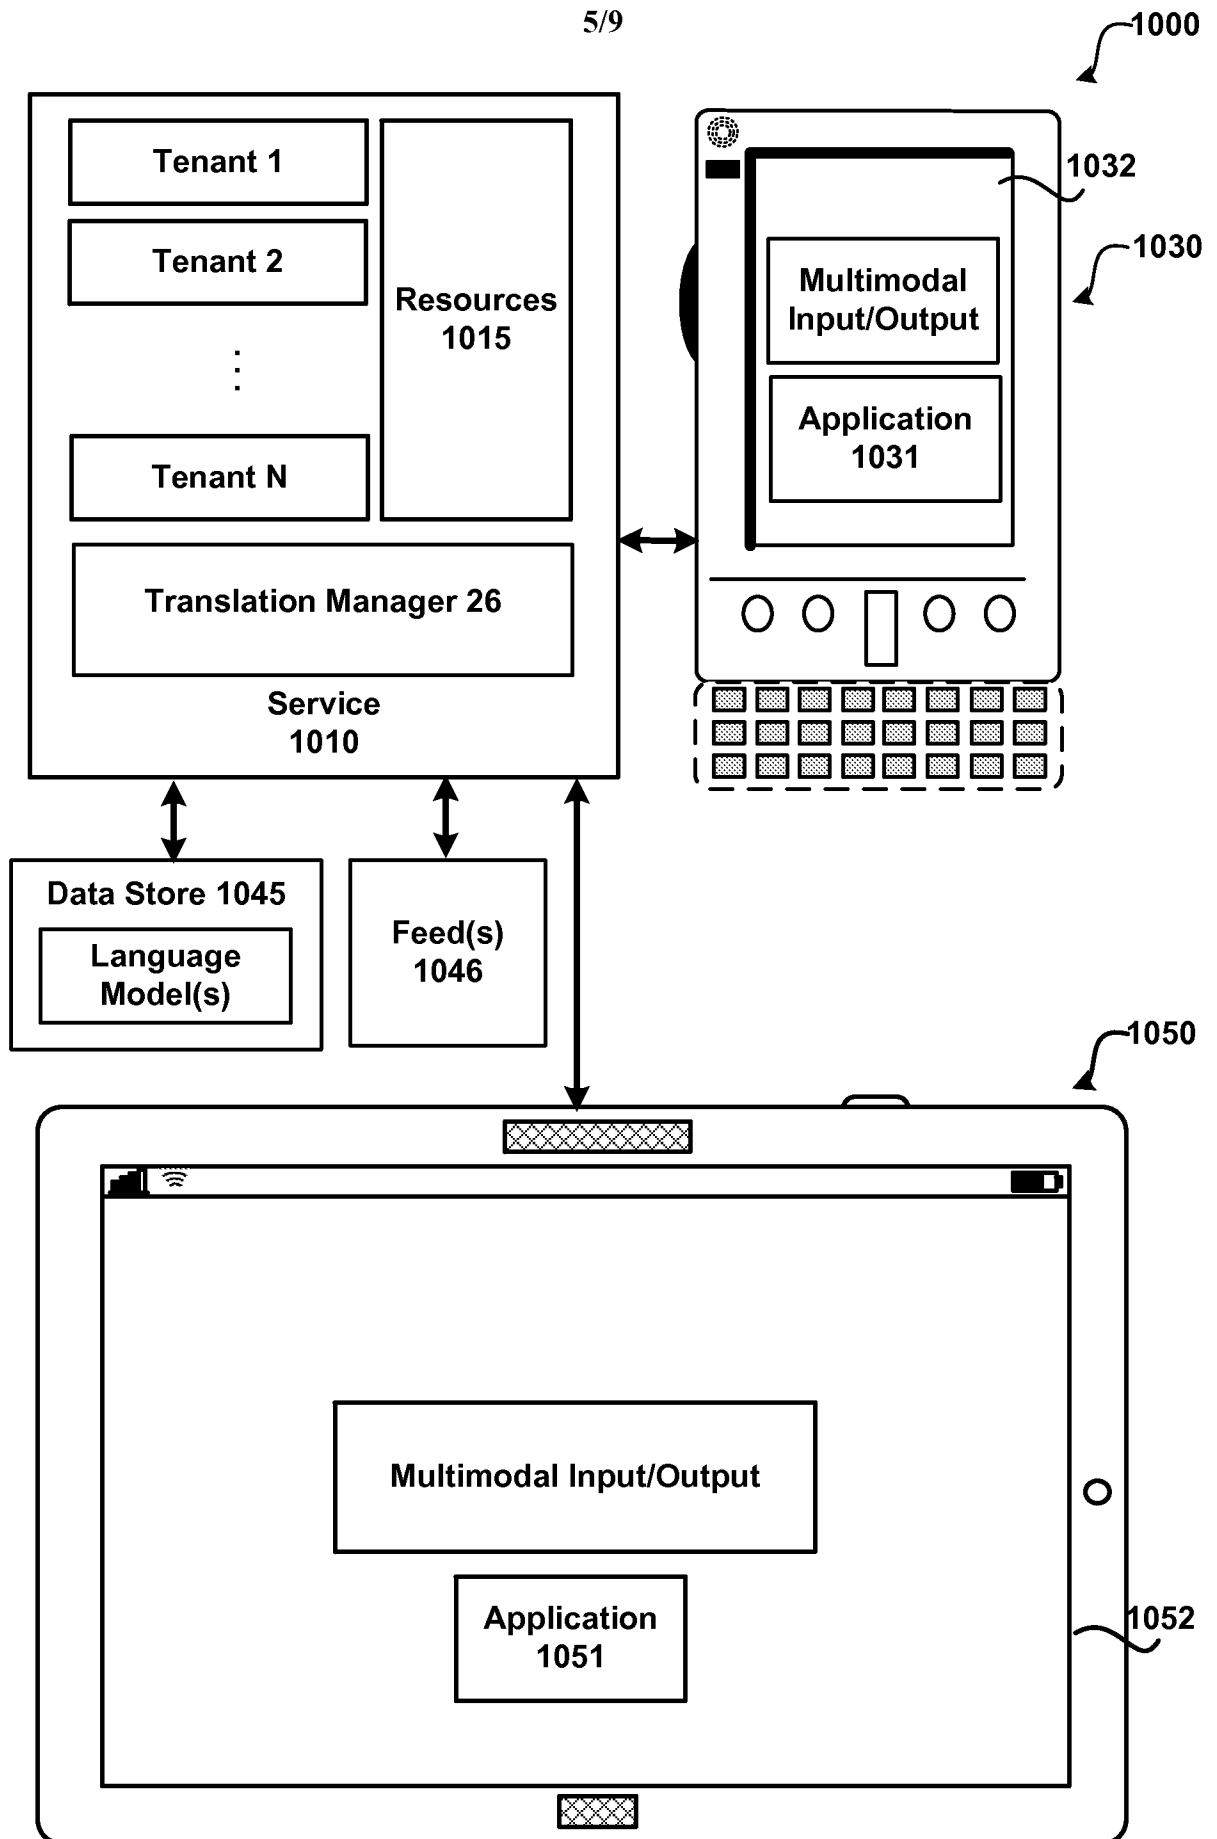 5/9
1000
Tenant 1
Tenant 2
Tenant N
Resources
1015
Translation Manager 26
Service
1010
1032
1030
Multimodal
Input/Output
Application
1031
Data Store 1045
Language
Model(s)
Feed(s)
1046
1050
Multimodal Input/Output
Application
1051
1052